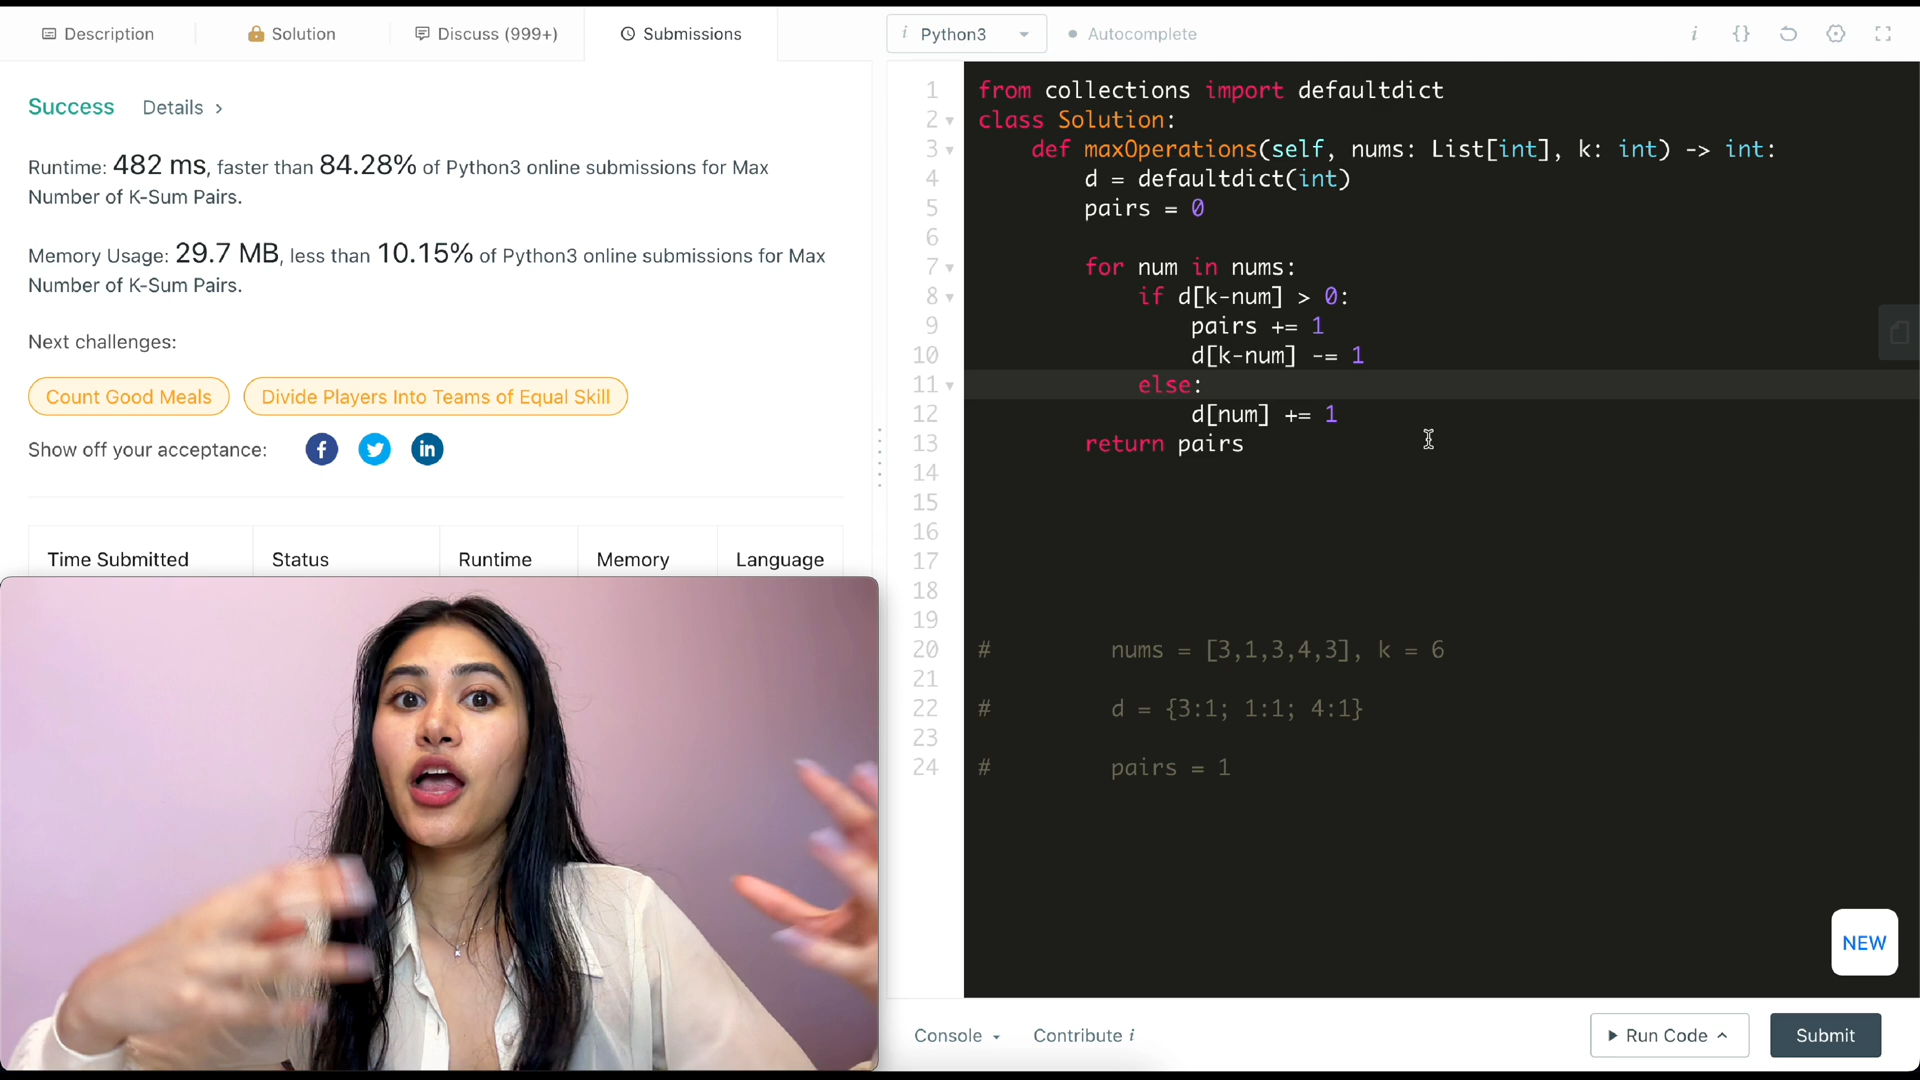 Description
Solution
Discuss (999+)
Submissions
i Python3
Autocomplete
i {}
Success Details >
Runtime: 482 ms, faster than 84.28% of Python3 online submissions for Max
Number of K-Sum Pairs.
Memory Usage: 29.7 MB, less than 10.15% of Python3 online submissions for Max
Number of K-Sum Pairs.
Next challenges:
Count Good Meals
Divide Players Into Teams of Equal Skill
Show off your acceptance: f in
Time Submitted Status Runtime Memory Language
1 from collections import defaultdict
2 class Solution:
3 def maxOperations(self, nums: List[int], k: int) -> int:
4 d = defaultdict(int)
5 pairs = 0
6
7 for num in nums:
8 if d[k-num] > 0:
9 pairs += 1
10 d[k-num] -= 1
11 else:
12 d[num] += 1
13 return pairs
14
15
16
17
18
19
20 # nums = [3,1,3,4,3], k = 6
21
22 # d = {3:1; 1:1; 4:1}
23
24 # pairs = 1
NEW
Console
Contribute i
Run Code
Submit